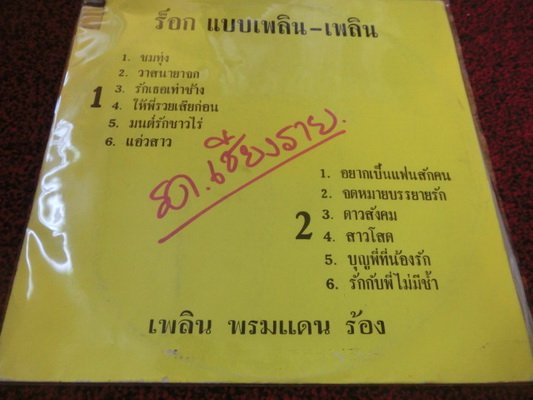 ร็อก แบบเพลิน-เพลิน
1
1. ชมทุ่ง
2. วาสนายาจก
3. รักเธอเท่าช้าง
4. ให้พี่รวยเสียก่อน
5. มนต์รักชาวไร่
6. แอ่วสาว
ภา.เชียงราย.
2
1. อยากเป็นแฟนสักคน
2. จดหมายบรรยายรัก
3. ดาวสังคม
4. สาวโสด
5. บุญพี่ที่น้องรัก
6. รักกับพี่ไม่มีช้ำ
เพลิน พรมแดน ร้อง